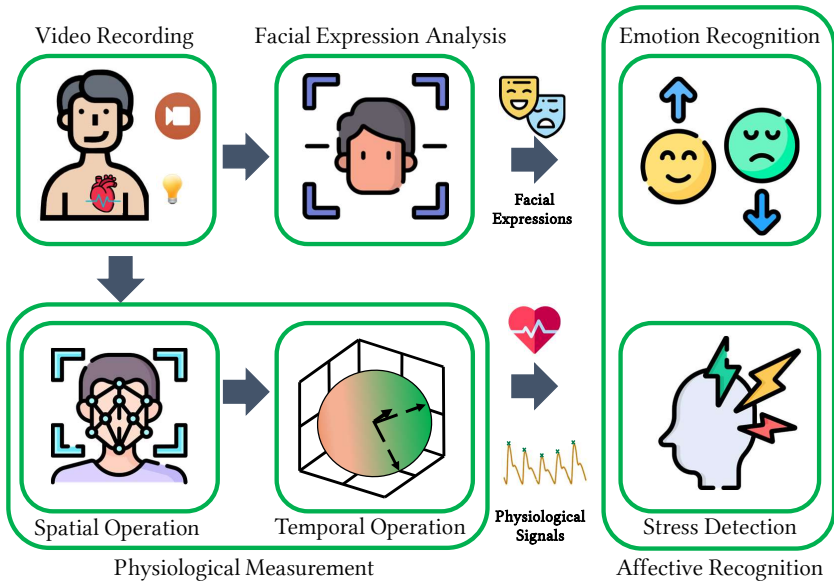 Video Recording
Facial Expression Analysis
Emotion Recognition
Facial
Expressions
Spatial Operation
Temporal Operation
Physiological
Signals
Stress Detection
Physiological Measurement
Affective Recognition